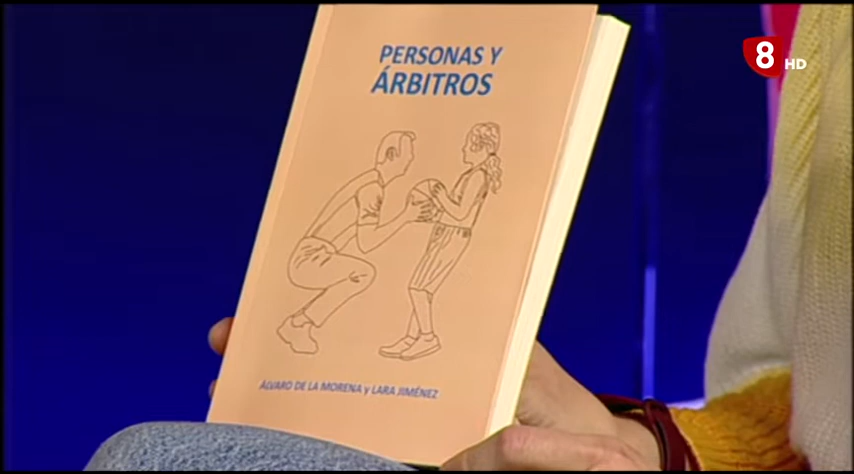 8 HD
PERSONAS Y
ÁRBITROS
ÁLVARO DE LA MORENA y LARA JIMÉNEZ